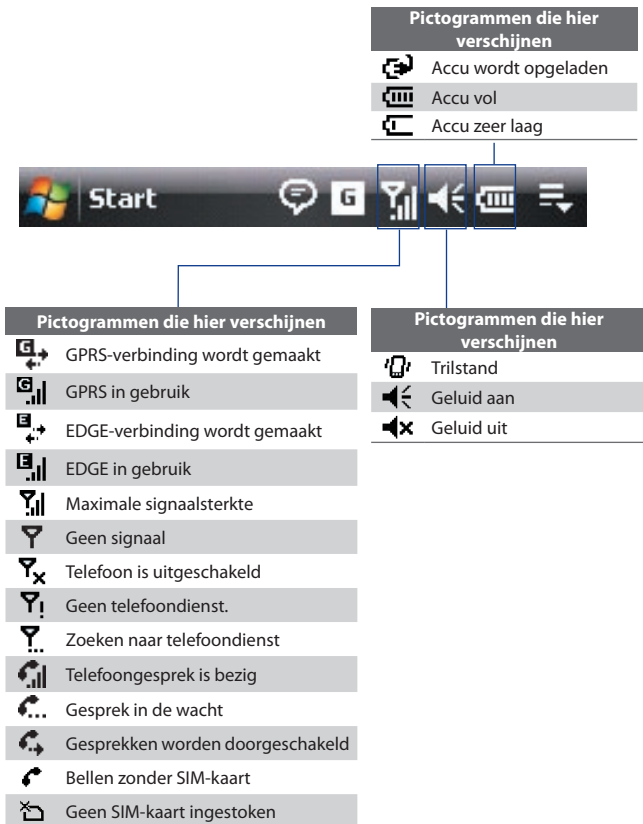 Pictogrammen die hier
verschijnen
Accu wordt opgeladen
Accu vol
Accu zeer laag
Start
G
Pictogrammen die hier verschijnen
GPRS-verbinding wordt gemaakt
GPRS in gebruik
EDGE-verbinding wordt gemaakt
EDGE in gebruik
Maximale signaalsterkte
Geen signaal
Telefoon is uitgeschakeld
Geen telefoondienst.
Zoeken naar telefoondienst
Telefoongesprek is bezig
Gesprek in de wacht
Gesprekken worden doorgeschakeld
Bellen zonder SIM-kaart
Geen SIM-kaart ingestoken
Pictogrammen die hier
verschijnen
Trilstand
Geluid aan
Geluid uit